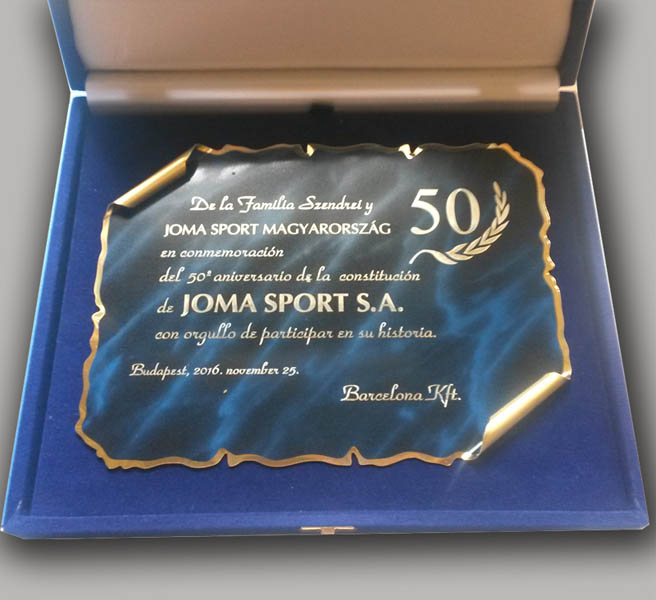 De la Familia Szendrei y
JOMA SPORT MAGYARORSZÁG
en conmemoración
del 50º aniversario de la constitución
de JOMA SPORT S.A.
con orgullo de participar en su historia.
50
Budapest, 2016. november 25.
Barcelona Kft.